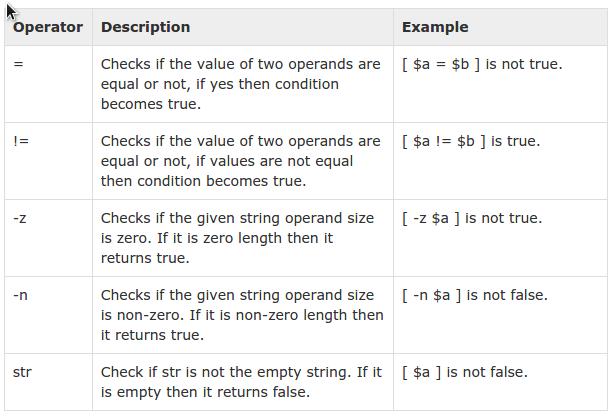 Operator Description Example
= Checks if the value of two operands are [ $a = $b ] is not true.
equal or not, if yes then condition
becomes true.
!= Checks if the value of two operands are [ $a != $b ] is true.
equal or not, if values are not equal
then condition becomes true.
-z Checks if the given string operand size [ -z $a ] is not true.
is zero. If it is zero length then it
returns true.
-n Checks if the given string operand size [ -n $a ] is not false.
is non-zero. If it is non-zero length then
it returns true.
str Check if str is not the empty string. If it [ $a ] is not false.
is empty then it returns false.